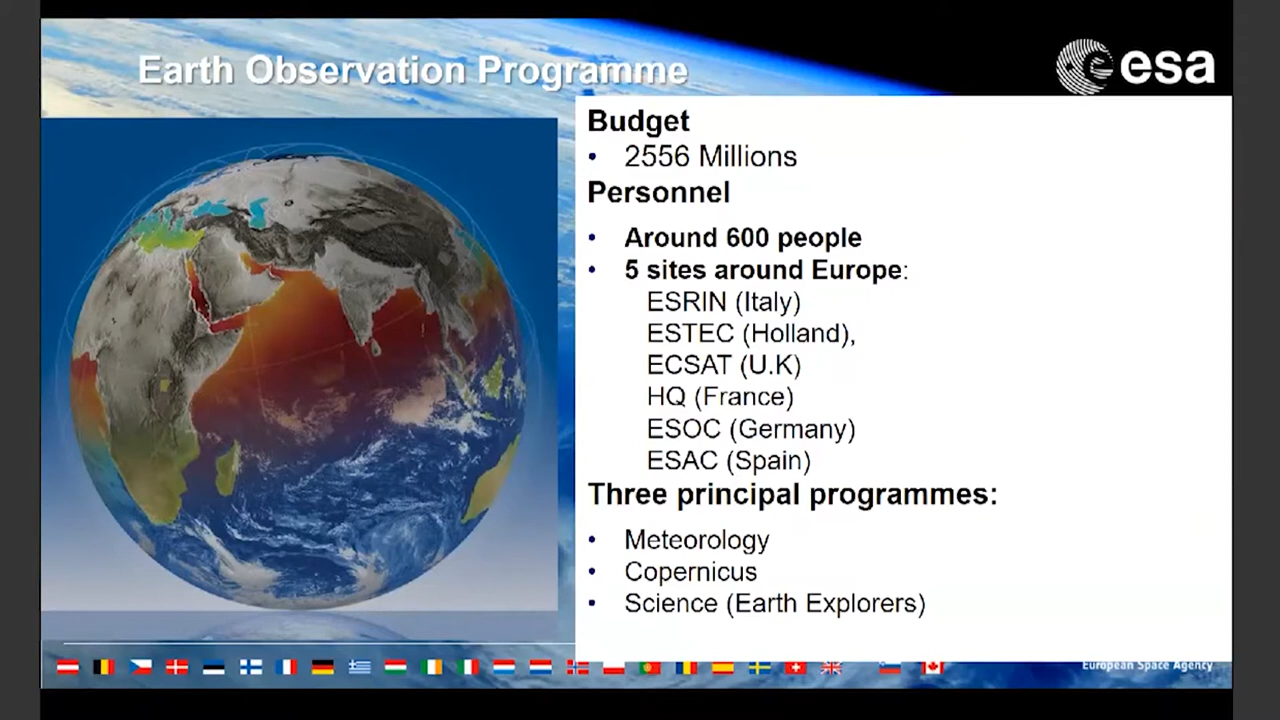 Earth Observation Programme
esa
Budget
• 2556 Millions
Personnel
• Around 600 people
• 5 sites around Europe:
ESRIN (Italy)
ESTEC (Holland),
ECSAT (U.K)
HQ (France)
ESOC (Germany)
ESAC (Spain)
Three principal programmes:
• Meteorology
• Copernicus
• Science (Earth Explorers)
European Space Agency